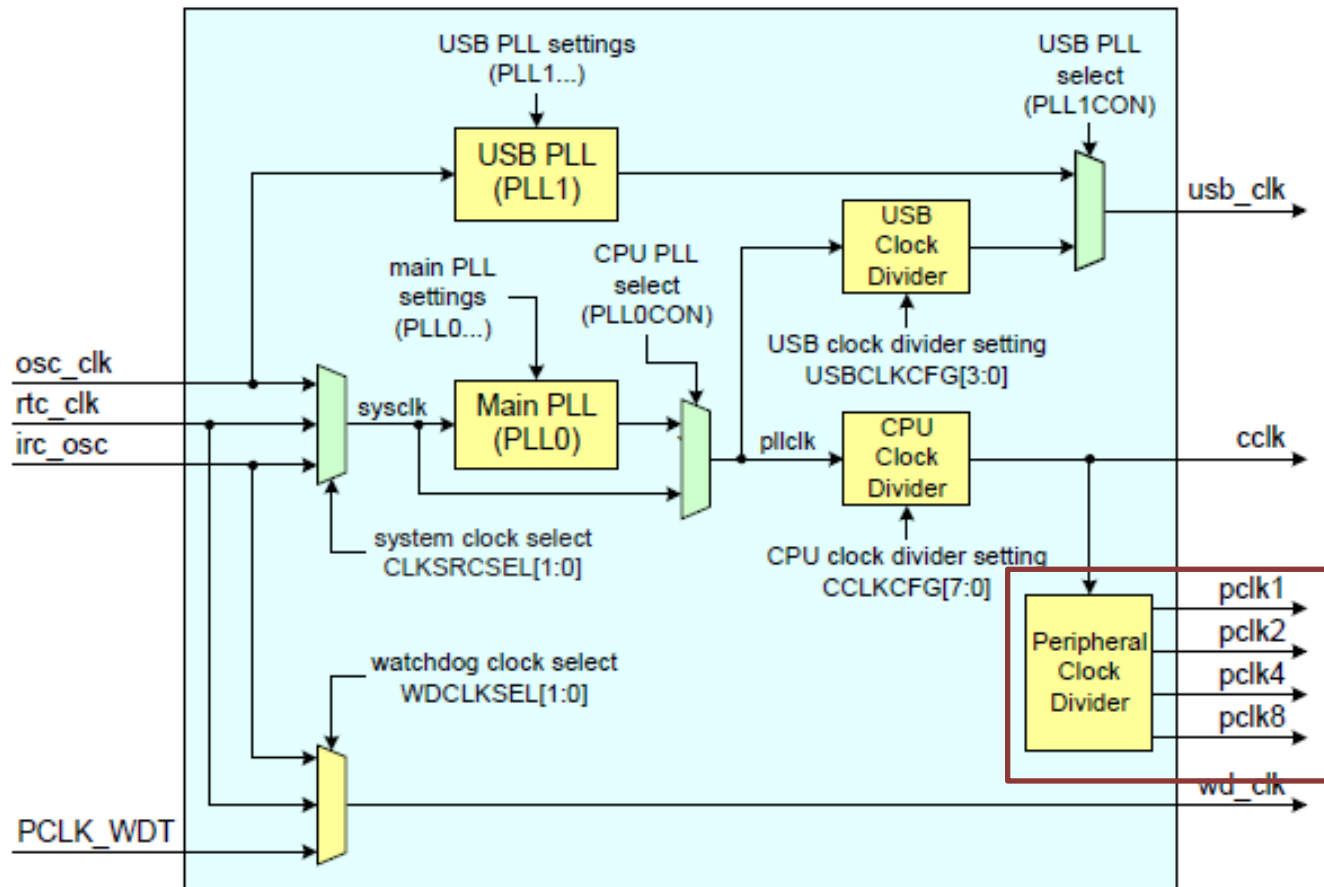 USB PLL settings
(PLL1...)
USB PLL
select
(PLL1CON)
USB PLL
(PLL1)
usb_clk
USB
Clock
Divider
main PLL
settings
(PLL0...)
CPU PLL
select
(PLL0CON)
USB clock divider setting
USBCLKCFG[3:0]
osc_clk
rtc_clk
irc_osc
sysclk
Main PLL
(PLL0)
pllclk
CPU
Clock
Divider
cclk
system clock select
CLKSRCSEL[1:0]
CPU clock divider setting
CCLKCFG[7:0]
Peripheral
Clock
Divider
pclk1
pclk2
pclk4
pclk8
watchdog clock select
WDCLKSEL[1:0]
PCLK_WDT
wd_clk